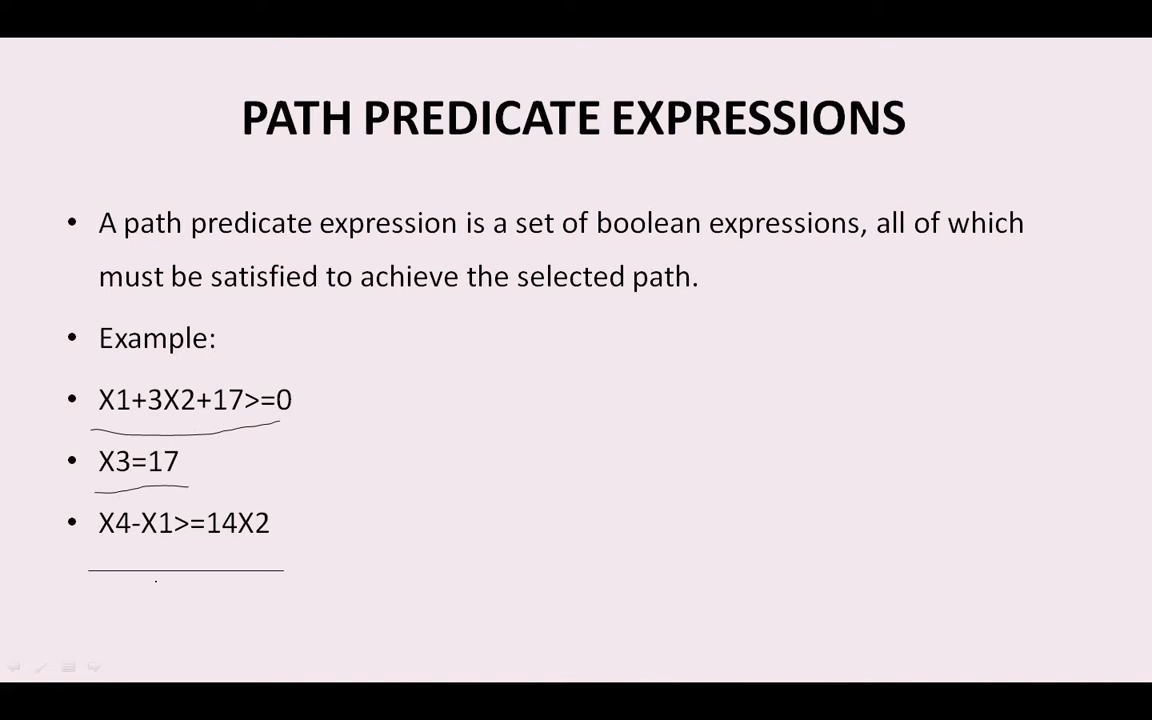 PATH PREDICATE EXPRESSIONS
• A path predicate expression is a set of boolean expressions, all of which
must be satisfied to achieve the selected path.
• Example:
• X1+3X2+17>=0
• X3=17
• X4-X1>=14X2